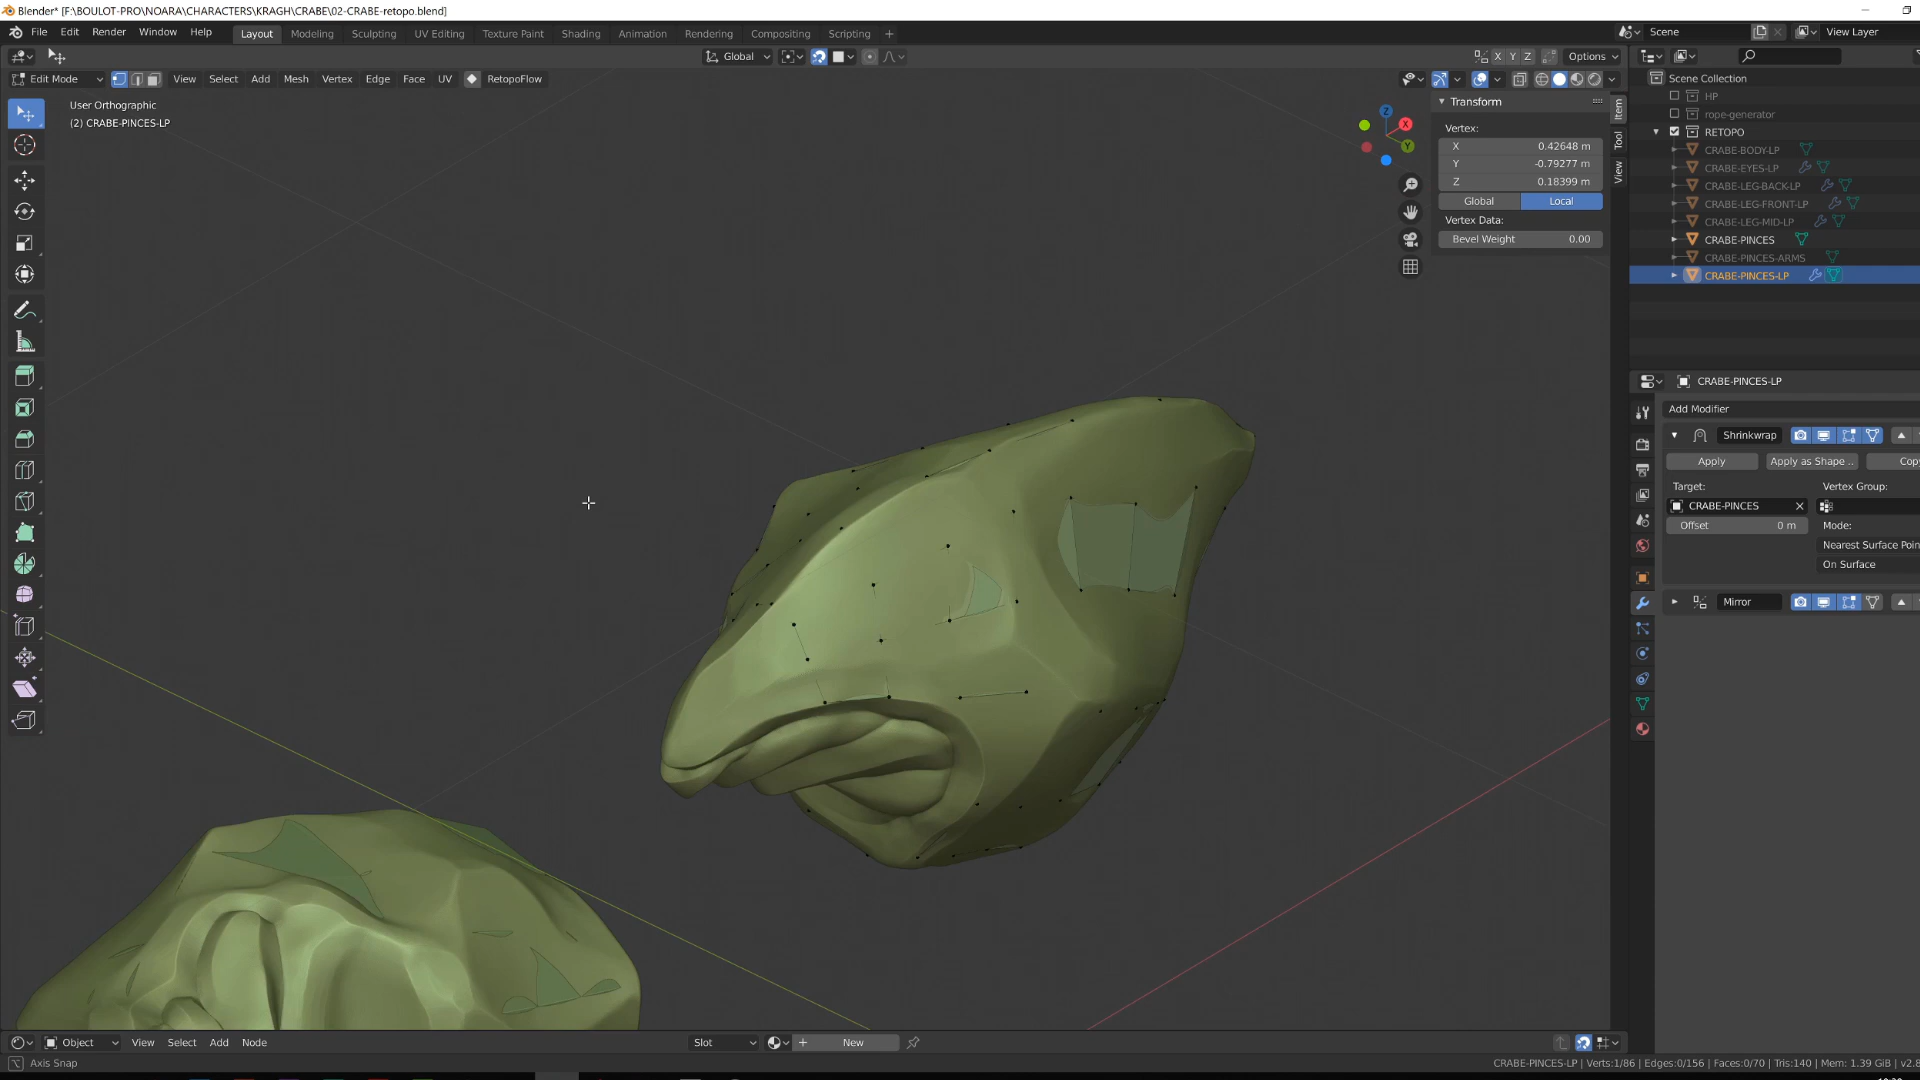 Blender* [F:\BOULOT-PRO\NOARA\CHARACTERS\KRAGH\CRABE\02-CRABE-retopo.blend]
File Edit Render Window Help Layout Modeling Sculpting UV Editing Texture Paint Shading Animation Rendering Compositing Scripting + Scene View Layer
Global X Y Z Options
Edit Mode View Select Add Mesh Vertex Edge Face UV RetopoFlow
User Orthographic
(2) CRABE-PINCES-LP
Z
X
Y
Transform
Vertex:
X 0.42648 m
Y -0.79277 m
Z 0.18399 m
Global Local
Vertex Data:
Bevel Weight 0.00
Item
Tool
View
Scene Collection
HP
rope-generator
RETOPO
CRABE-BODY-LP
CRABE-EYES-LP
CRABE-LEG-BACK-LP
CRABE-LEG-FRONT-LP
CRABE-LEG-MID-LP
CRABE-PINCES
CRABE-PINCES-ARMS
CRABE-PINCES-LP
CRABE-PINCES-LP
Add Modifier
Shrinkwrap
Apply Apply as Shape .. Copy
Target: Vertex Group:
CRABE-PINCES
Offset 0 m Mode:
Nearest Surface Poin
On Surface
Mirror
Object View Select Add Node Slot + New
Axis Snap
CRABE-PINCES-LP | Verts:1/86 | Edges:0/156 | Faces:0/70 | Tris:140 | Mem: 1.39 GiB | v2.8